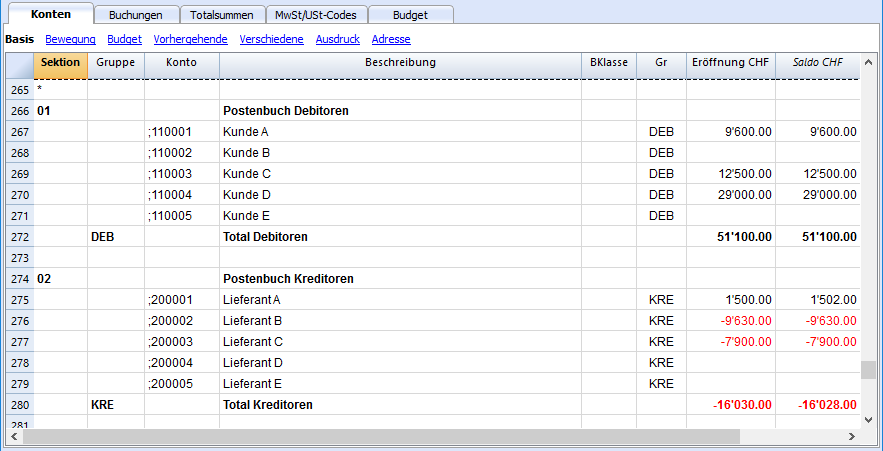 Konten Buchungen Totalsummen MwSt/USt-Codes Budget
Basis Bewegung Budget Vorhergehende Verschiedene Ausdruck Adresse
Sektion Gruppe Konto Beschreibung BKlasse Gr Eröffnung CHF Saldo CHF
265 *
266 01 Postenbuch Debitoren
267 ;110001 Kunde A DEB 9'600.00 9'600.00
268 ;110002 Kunde B DEB
269 ;110003 Kunde C DEB 12'500.00 12'500.00
270 ;110004 Kunde D DEB 29'000.00 29'000.00
271 ;110005 Kunde E DEB
272 DEB Total Debitoren 51'100.00 51'100.00
273
274 02 Postenbuch Kreditoren
275 ;200001 Lieferant A KRE 1'500.00 1'502.00
276 ;200002 Lieferant B KRE -9'630.00 -9'630.00
277 ;200003 Lieferant C KRE -7'900.00 -7'900.00
278 ;200004 Lieferant D KRE
279 ;200005 Lieferant E KRE
280 KRE Total Kreditoren -16'030.00 -16'028.00
281